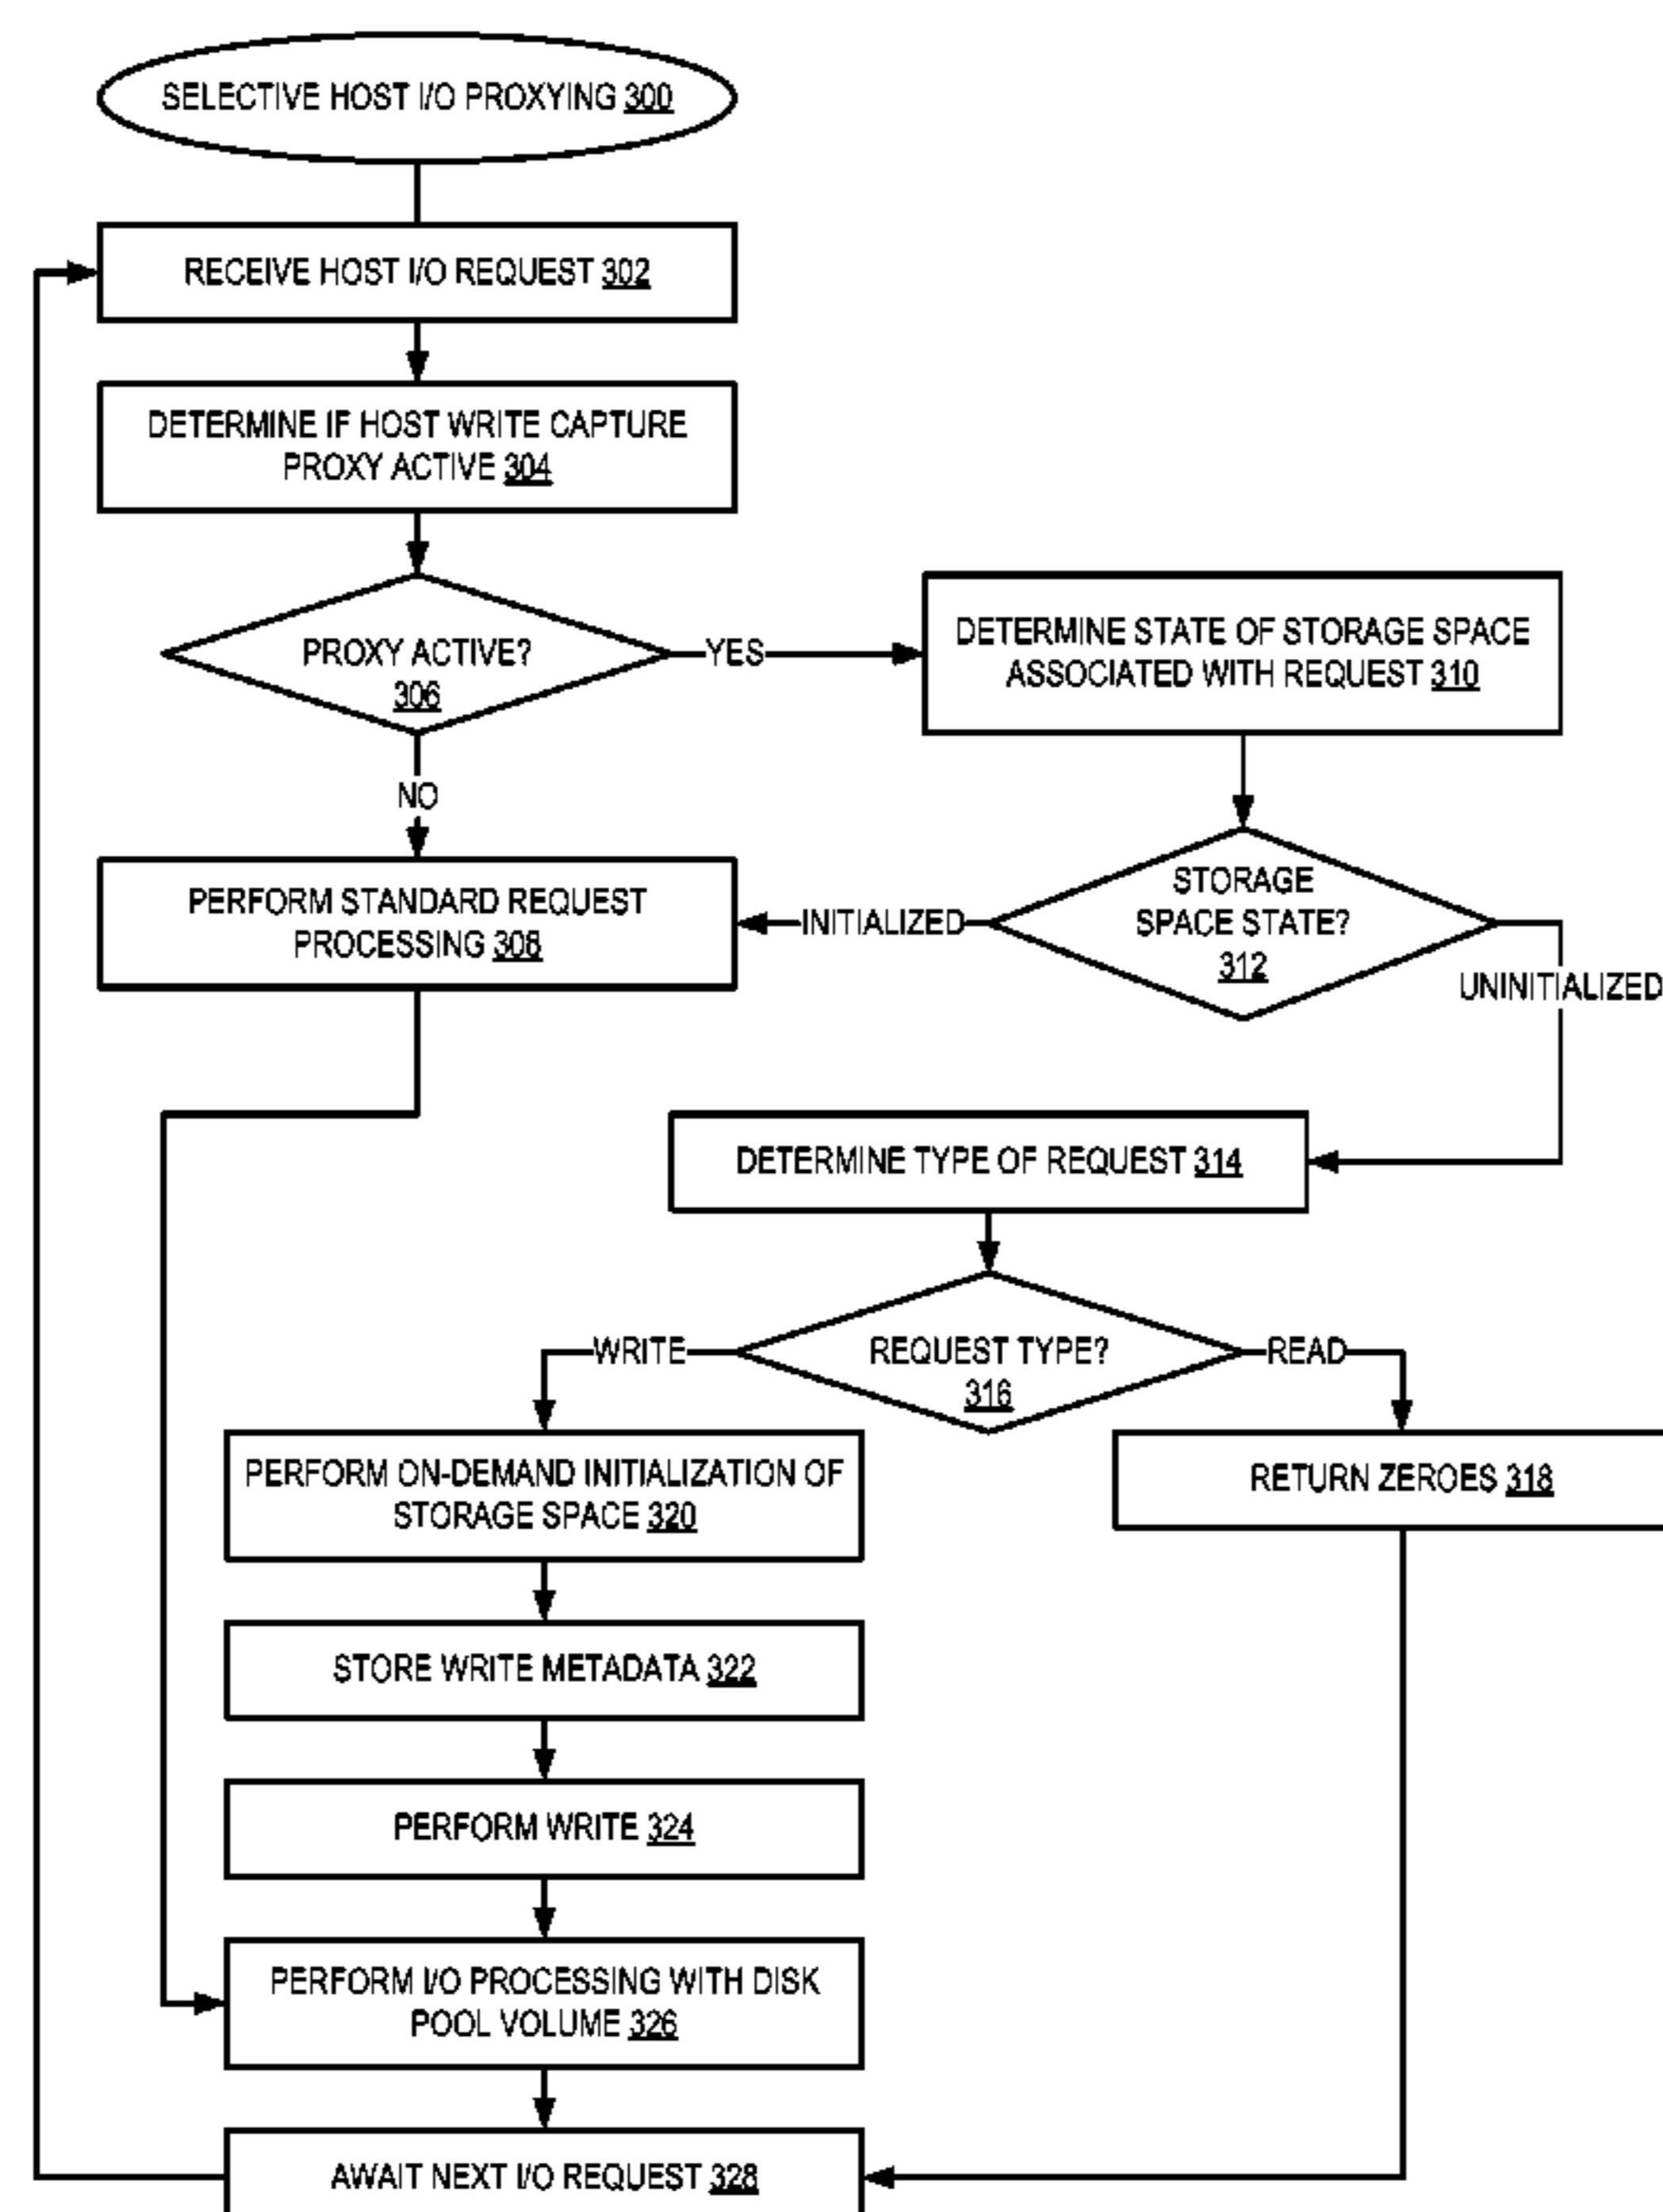 SELECTIVE HOST I/O PROXYING 300
RECEIVE HOST I/O REQUEST 302
DETERMINE IF HOST WRITE CAPTURE
PROXY ACTIVE 304
PROXY ACTIVE?
306
YES
DETERMINE STATE OF STORAGE SPACE
ASSOCIATED WITH REQUEST 310
NO
PERFORM STANDARD REQUEST
PROCESSING 308
INITIALIZED
STORAGE
SPACE STATE?
312
UNINITIALIZED
DETERMINE TYPE OF REQUEST 314
WRITE
REQUEST TYPE?
316
READ
PERFORM ON-DEMAND INITIALIZATION OF
STORAGE SPACE 320
RETURN ZEROES 318
STORE WRITE METADATA 322
PERFORM WRITE 324
PERFORM I/O PROCESSING WITH DISK
POOL VOLUME 326
AWAIT NEXT I/O REQUEST 328